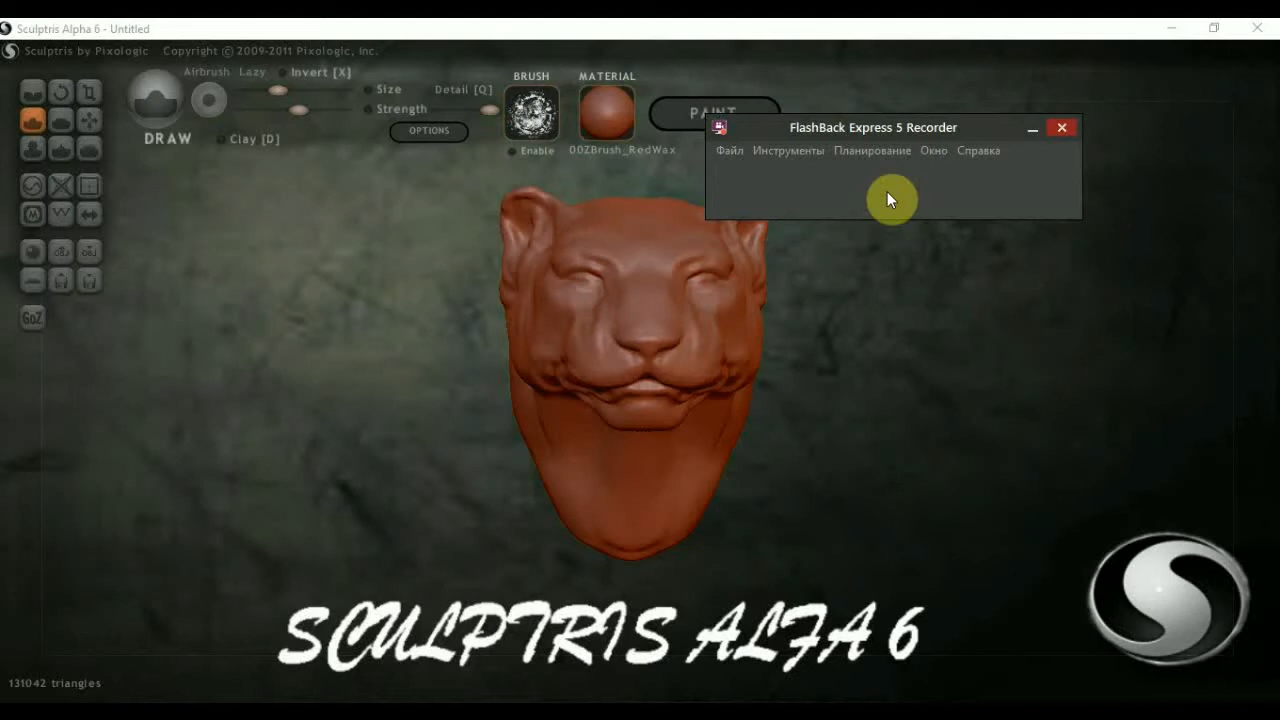 Sculptris Alpha 6 - Untitled
Sculptris by Pixologic Copyright © 2009-2011 Pixologic, Inc.
Airbrush Lazy Invert [X]
Size Detail [Q]
Strength
OPTIONS
DRAW
Clay [D]
BRUSH
Enable
MATERIAL
00ZBrush_RedWax
PAINT
FlashBack Express 5 Recorder
Файл Инструменты Планирование Окно Справка
OBJ OBJ
GoZ
SCULPTRIS ALFA 6
131042 triangles